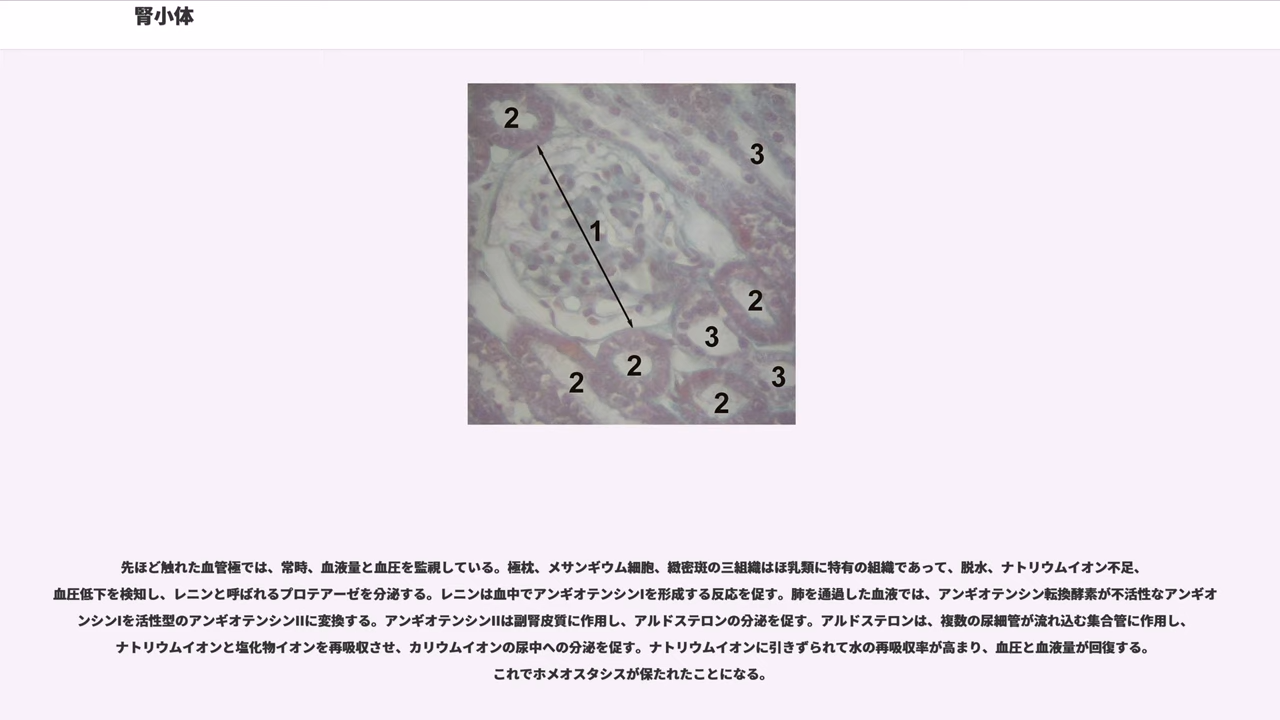 腎小体
2
3
1
2
3
2
3
2
2
先ほど触れた血管極では、常時、血液量と血圧を監視している。極枕、メサンギウム細胞、緻密斑の三組織はほ乳類に特有の組織であって、脱水、ナトリウムイオン不足、
血圧低下を検知し、レニンと呼ばれるプロテアーゼを分泌する。レニンは血中でアンギオテンシンIを形成する反応を促す。肺を通過した血液では、アンギオテンシン転換酵素が不活性なアンギオ
ンシンIを活性型のアンギオテンシンIIに変換する。アンギオテンシンIIは副腎皮質に作用し、アルドステロンの分泌を促す。アルドステロンは、複数の尿細管が流れ込む集合管に作用し、
ナトリウムイオンと塩化物イオンを再吸収させ、カリウムイオンの尿中への分泌を促す。ナトリウムイオンに引きずられて水の再吸収率が高まり、血圧と血液量が回復する。
これでホメオスタシスが保たれたことになる。